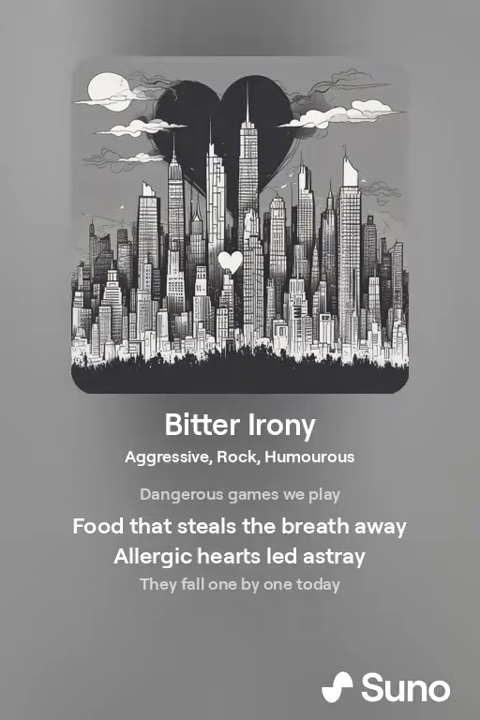 Bitter Irony
Aggressive, Rock, Humourous
Dangerous games we play
Food that steals the breath away
Allergic hearts led astray
They fall one by one today
Suno